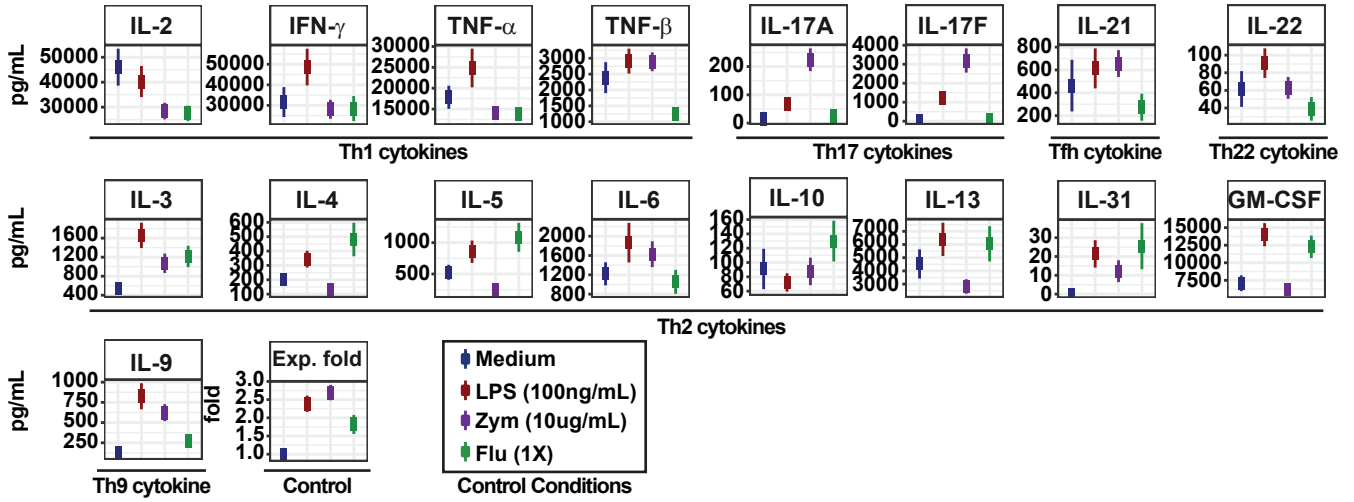 IL-2 IFN-γ TNF-α TNF-β IL-17A IL-17F IL-21 IL-22
pg/mL
50000 40000 30000
50000 40000 30000
30000 25000 20000 15000
3000 2500 2000 1500 1000
200 100 0
4000 3000 2000 1000 0
800 600 400 200
100 80 60 40
Th1 cytokines Th17 cytokines Tfh cytokine Th22 cytokine
IL-3 IL-4 IL-5 IL-6 IL-10 IL-13 IL-31 GM-CSF
pg/mL
1600 1200 800 400
600 500 400 300 200 100
1000 500
2000 1600 1200 800
160 140 120 100 80 60
7000 6000 5000 4000 3000
30 20 10 0
15000 12500 10000 7500
Th2 cytokines
IL-9 Exp. fold
pg/mL
1000 750 500 250
fold
3.0 2.5 2.0 1.5 1.0
Medium
LPS (100ng/mL)
Zym (10ug/mL)
Flu (1X)
Th9 cytokine Control Control Conditions